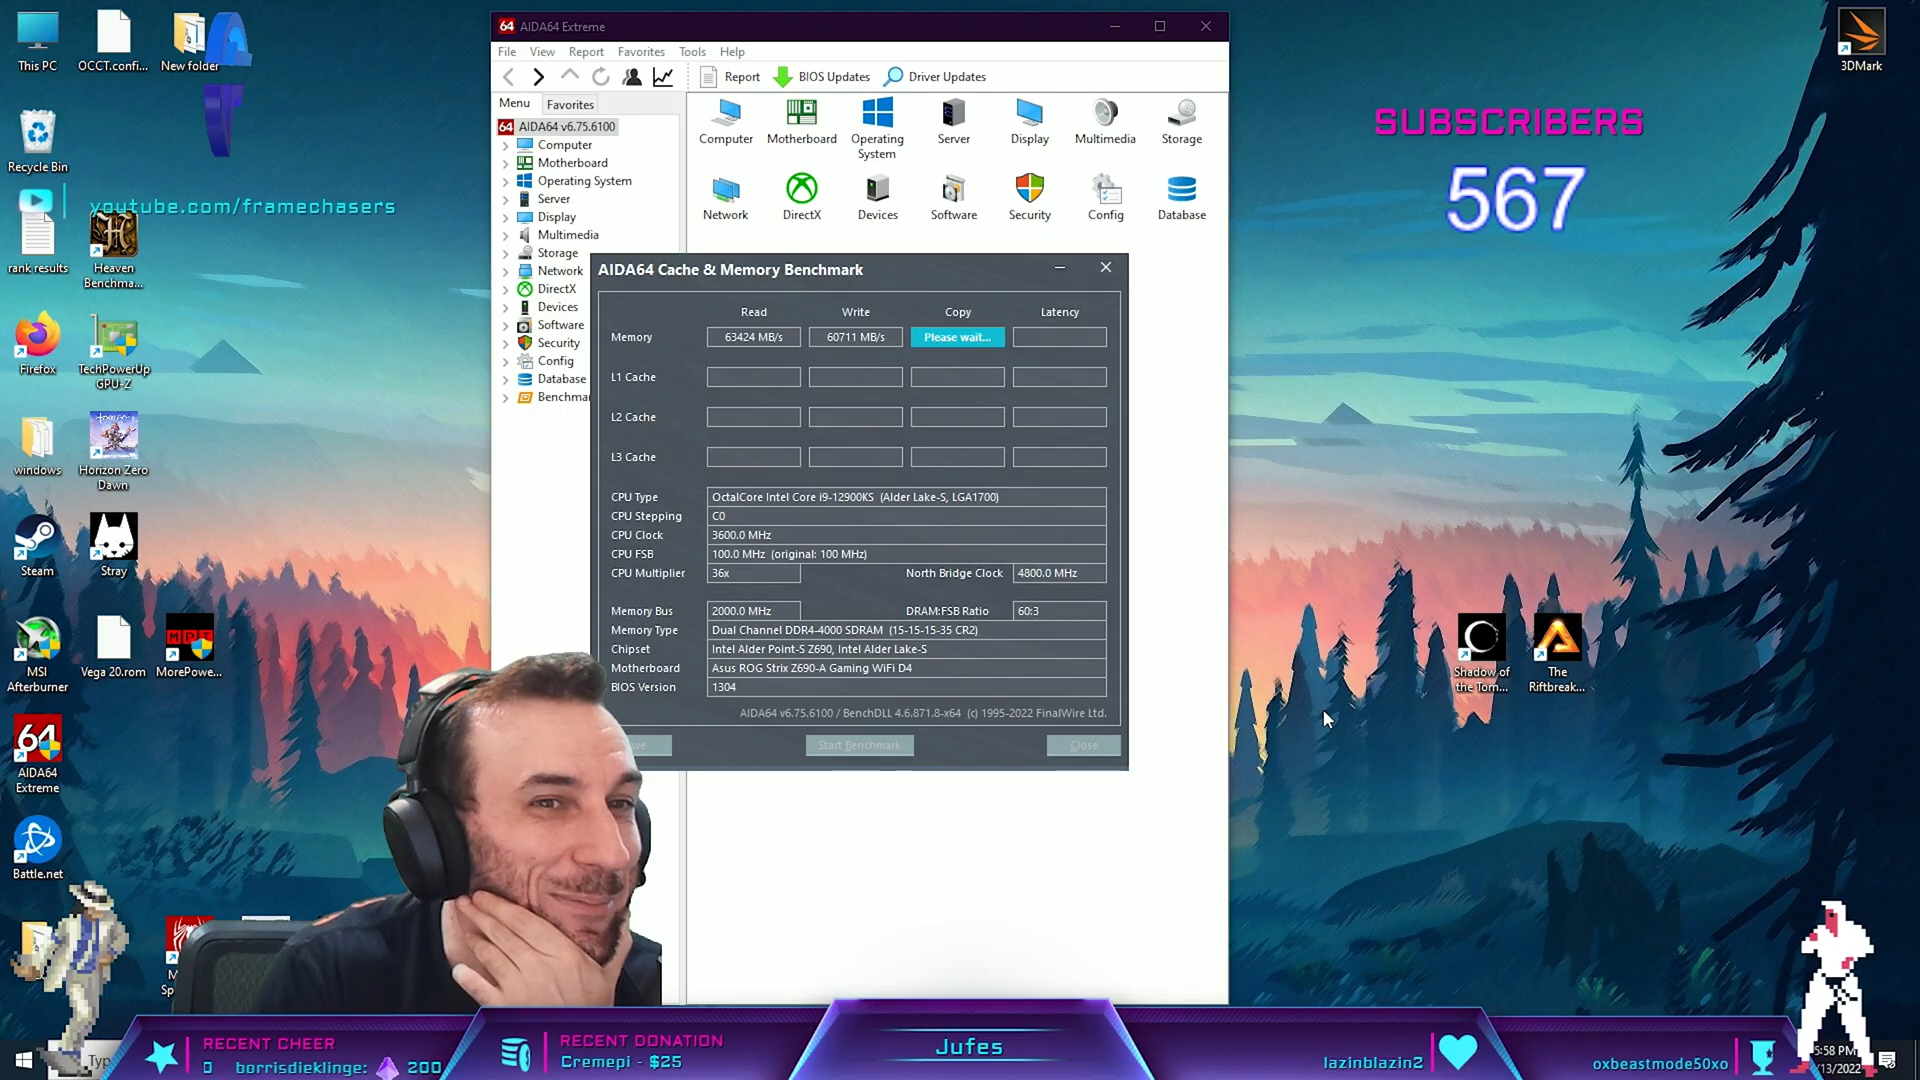 This PC
OCCT.confi...
New folder
Recycle Bin
youtube.com/framechasers
rank results
Heaven
Benchma...
Firefox
TechPowerUp
GPU-Z
windows
Horizon Zero
Dawn
Steam
Stray
MSI
Afterburner
Vega 20.rom
MPT
MorePowe...
64
AIDA64
Extreme
Battle.net
64 AIDA64 Extreme
File View Report Favorites Tools Help
Report BIOS Updates Driver Updates
Menu Favorites
64 AIDA64 v6.75.6100
Computer
Motherboard
Operating System
Server
Display
Multimedia
Storage
Network
DirectX
Devices
Software
Security
Config
Database
Benchma
Computer Motherboard Operating System Server Display Multimedia Storage
Network DirectX Devices Software Security Config Database
AIDA64 Cache & Memory Benchmark
Read Write Copy Latency
Memory 63424 MB/s 60711 MB/s Please wait...
L1 Cache
L2 Cache
L3 Cache
CPU Type OctalCore Intel Core i9-12900KS (Alder Lake-S, LGA1700)
CPU Stepping C0
CPU Clock 3600.0 MHz
CPU FSB 100.0 MHz (original: 100 MHz)
CPU Multiplier 36x North Bridge Clock 4800.0 MHz
Memory Bus 2000.0 MHz DRAM:FSB Ratio 60:3
Memory Type Dual Channel DDR4-4000 SDRAM (15-15-15-35 CR2)
Chipset Intel Alder Point-S Z690, Intel Alder Lake-S
Motherboard Asus ROG Strix Z690-A Gaming WiFi D4
BIOS Version 1304
AIDA64 v6.75.6100 / BenchDLL 4.6.871.8-x64 (c) 1995-2022 FinalWire Ltd.
Start Benchmark Close
SUBSCRIBERS
567
3DMark
Shadow of
the Tom...
The
Riftbreak...
RECENT CHEER
borrisdieklinge: 200
RECENT DONATION
Cremepi - $25
Jufes
lazinblazin2
oxbeastmode50xo
5:58 PM
/13/2022